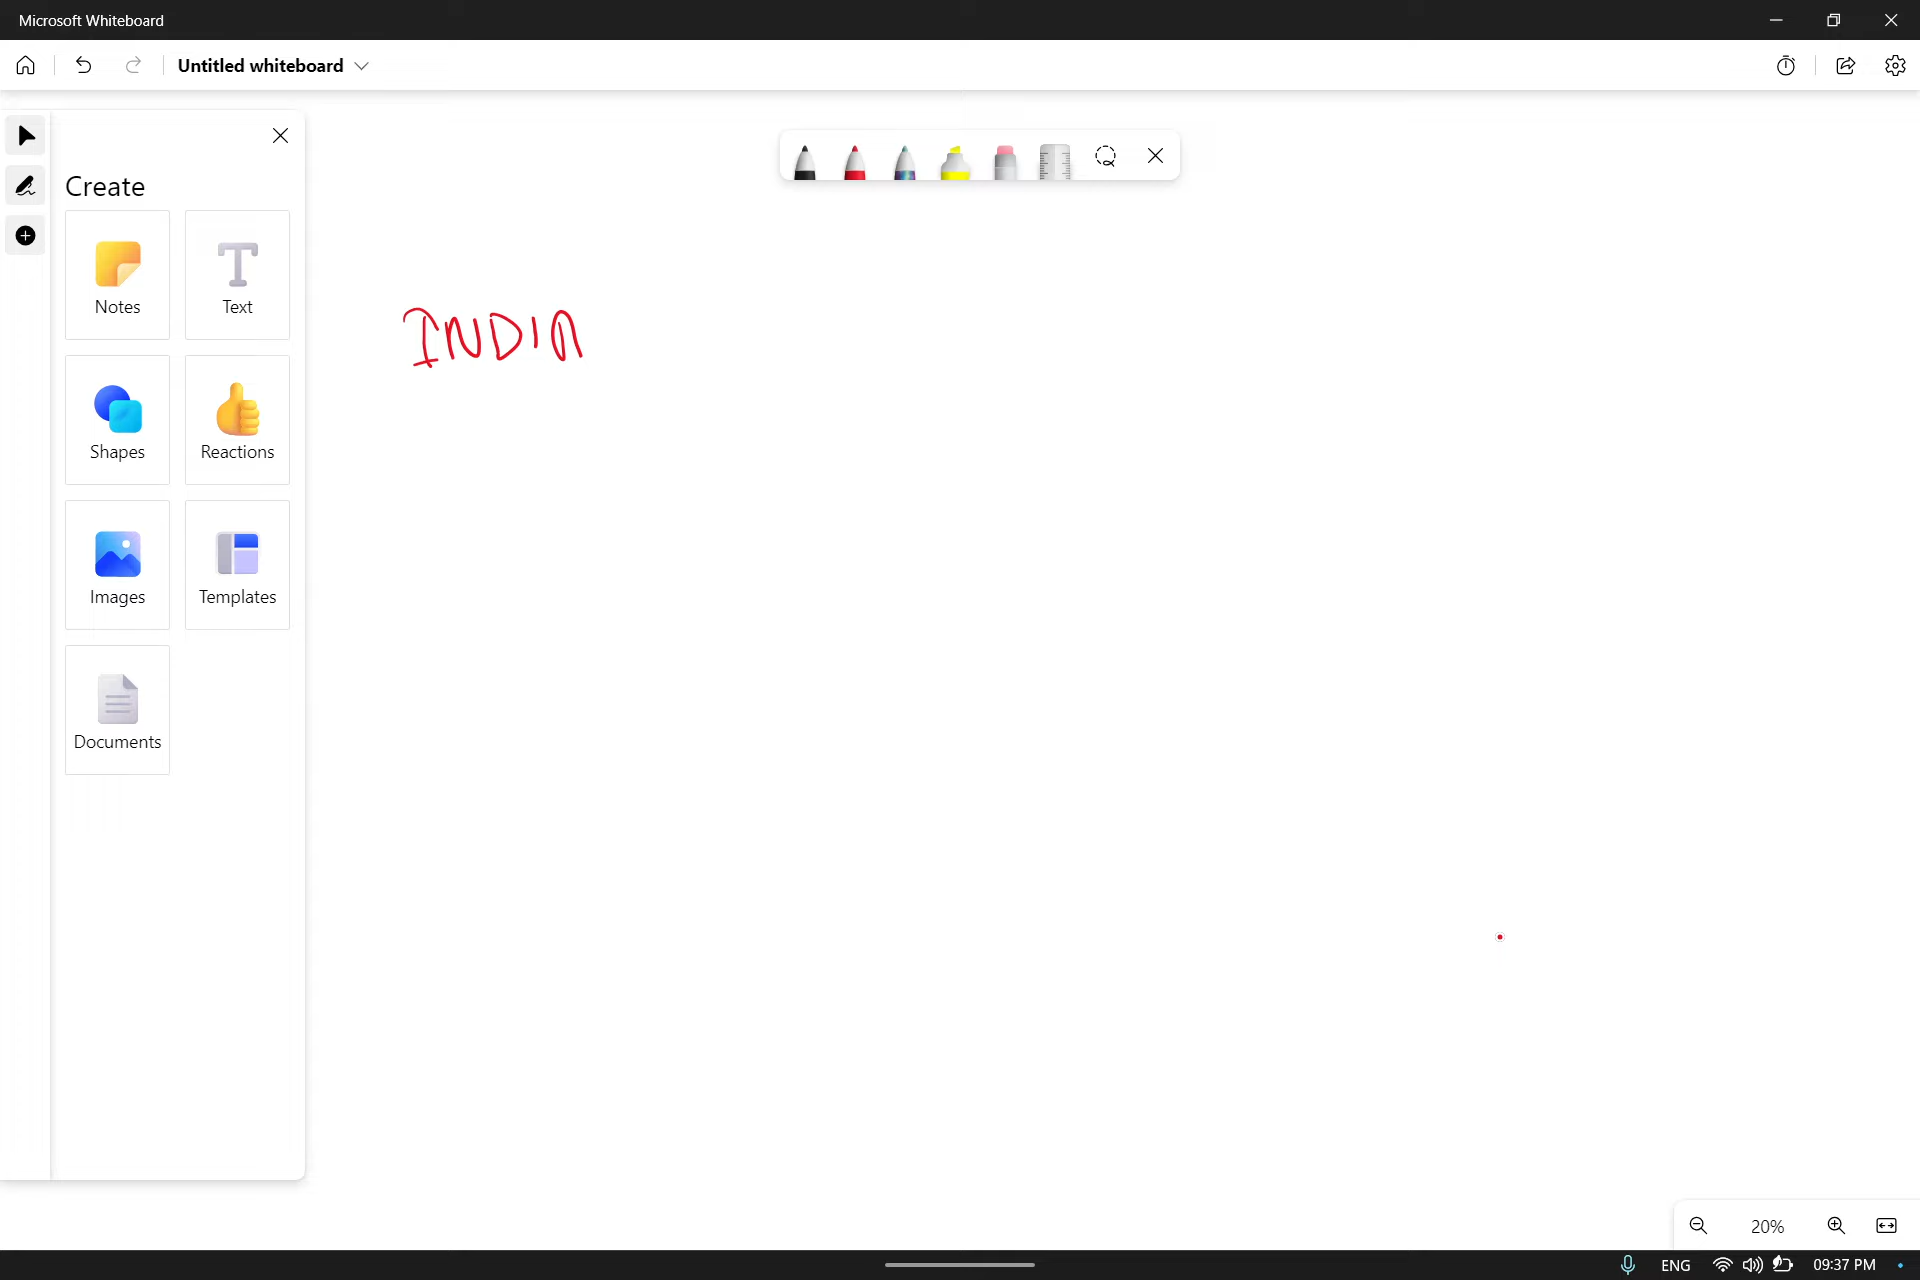 Microsoft Whiteboard
Untitled whiteboard
Create
Notes
Text
Shapes
Reactions
Images
Templates
Documents
INDIA
20%
ENG
09:37 PM